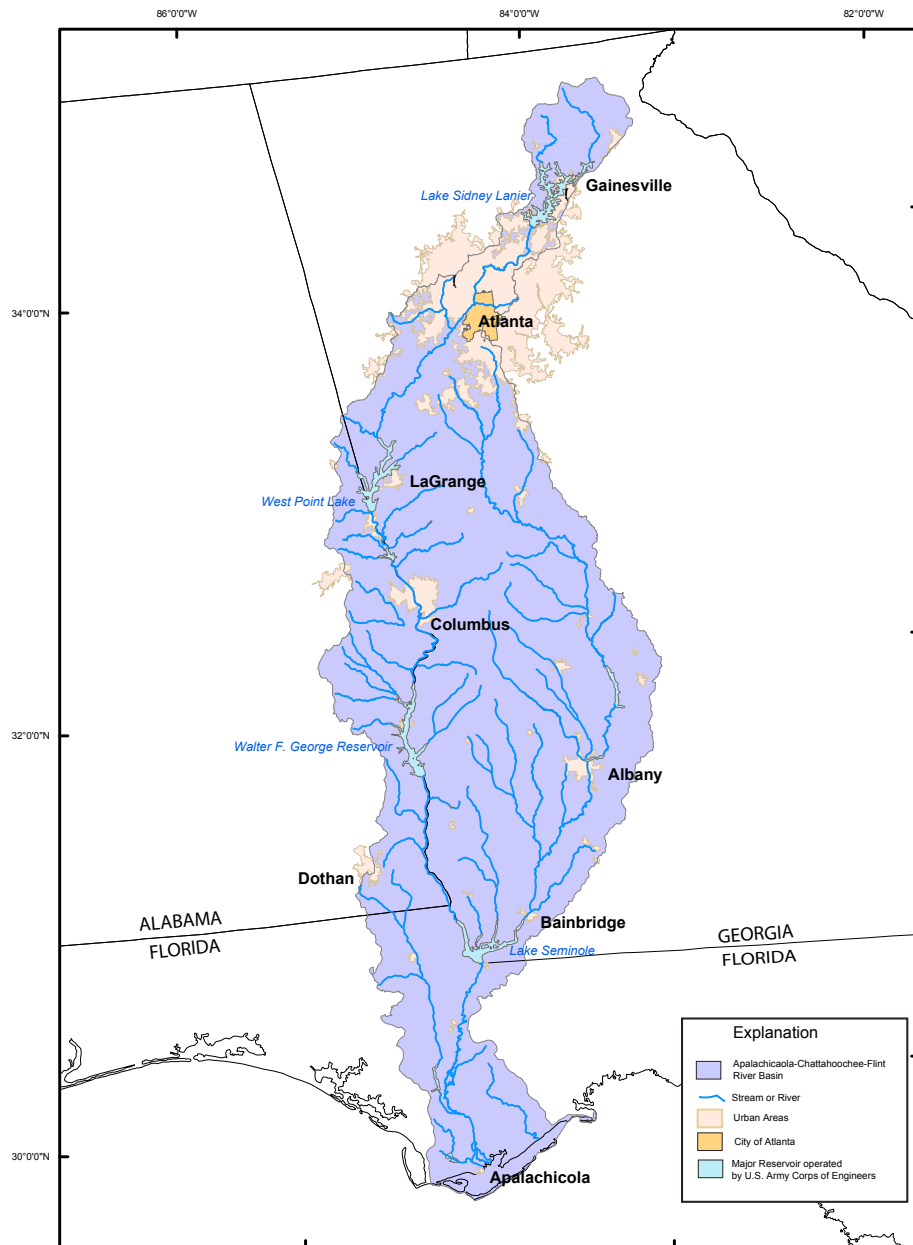 86°0'0"W
84°0'0"W
82°0'0"W
Gainesville
Lake Sidney Lanier
34°0'0"N
Atlanta
LaGrange
West Point Lake
Columbus
32°0'0"N
Walter F. George Reservoir
Albany
Dothan
Bainbridge
ALABAMA
FLORIDA
GEORGIA
FLORIDA
Lake Seminole
Explanation
Apalachicaola-Chattahoochee-Flint
River Basin
Stream or River
Urban Areas
City of Atlanta
Major Reservoir operated
by U.S. Army Corps of Engineers
30°0'0"N
Apalachicola